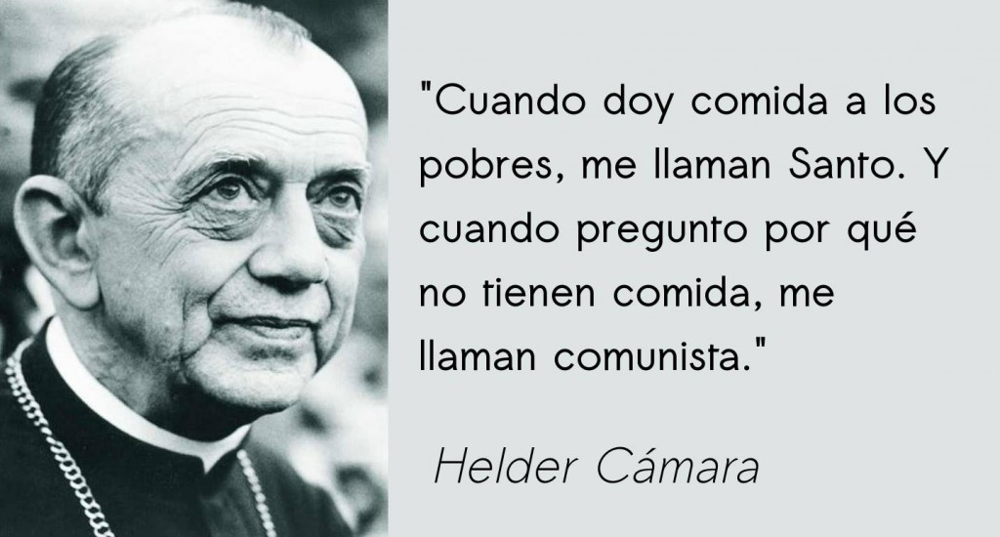 "Cuando doy comida a los
pobres, me llaman Santo. Y
cuando pregunto por qué
no tienen comida, me
llaman comunista."
Helder Cámara